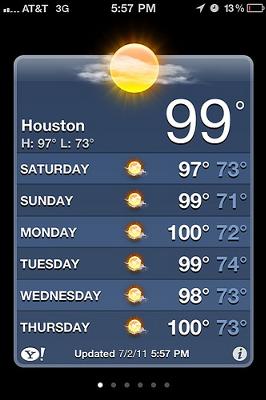 AT&T 3G 5:57 PM 13%
99°
Houston
H: 97° L: 73°
SATURDAY 97° 73°
SUNDAY 99° 71°
MONDAY 100° 72°
TUESDAY 99° 74°
WEDNESDAY 98° 73°
THURSDAY 100° 73°
Y! Updated 7/2/11 5:57 PM i